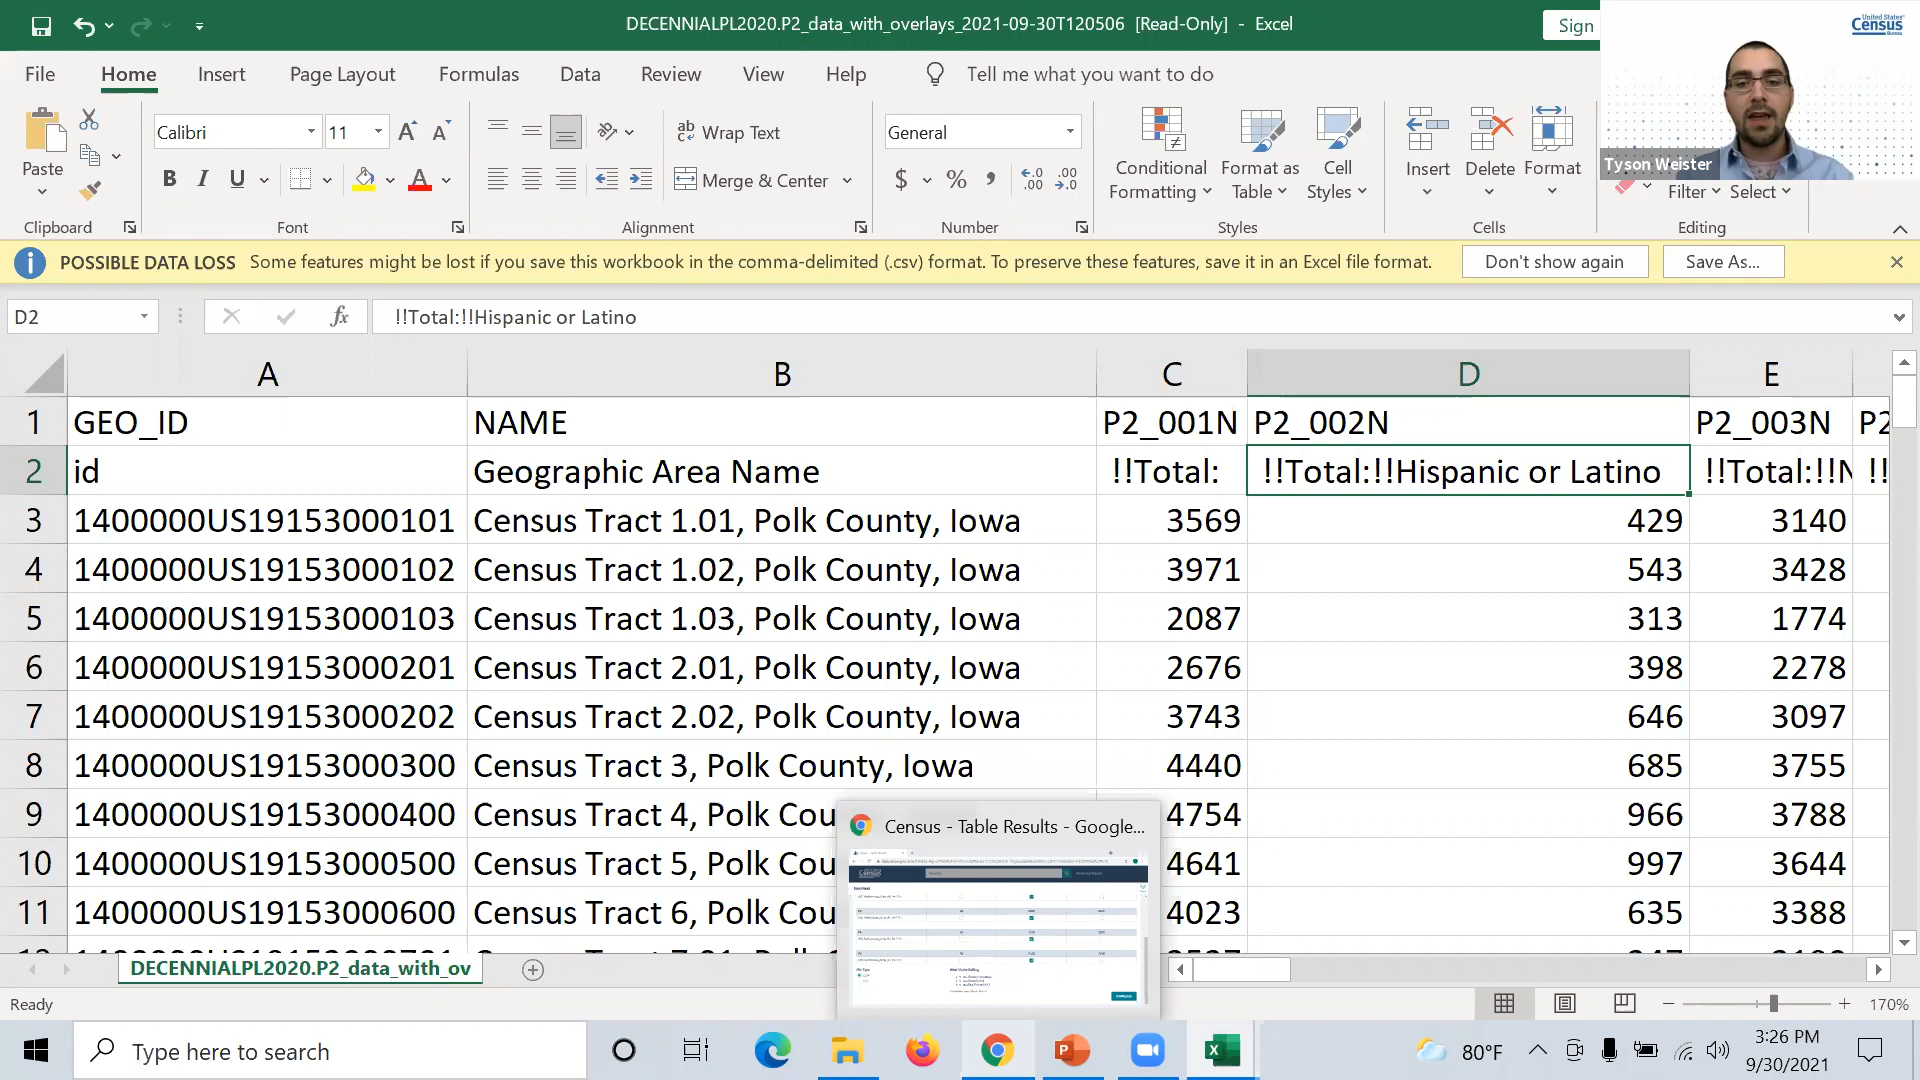 DECENNIALPL2020.P2_data_with_overlays_2021-09-30T120506 [Read-Only] - Excel
Sign
United States
Census
Bureau
File Home Insert Page Layout Formulas Data Review View Help Tell me what you want to do
Calibri 11
Wrap Text
General
Paste
Merge & Center
Conditional Formatting
Format as Table
Cell Styles
Insert Delete Format
Tyson Weister
Filter Select
Clipboard Font Alignment Number Styles Cells Editing
POSSIBLE DATA LOSS Some features might be lost if you save this workbook in the comma-delimited (.csv) format. To preserve these features, save it in an Excel file format. Don't show again Save As...
D2 fx !!Total:!!Hispanic or Latino
A B C D E
1 GEO_ID NAME P2_001N P2_002N P2_003N P2
2 id Geographic Area Name !!Total: !!Total:!!Hispanic or Latino !!Total:!!N !!
3 1400000US19153000101 Census Tract 1.01, Polk County, Iowa 3569 429 3140
4 1400000US19153000102 Census Tract 1.02, Polk County, Iowa 3971 543 3428
5 1400000US19153000103 Census Tract 1.03, Polk County, Iowa 2087 313 1774
6 1400000US19153000201 Census Tract 2.01, Polk County, Iowa 2676 398 2278
7 1400000US19153000202 Census Tract 2.02, Polk County, Iowa 3743 646 3097
8 1400000US19153000300 Census Tract 3, Polk County, Iowa 4440 685 3755
9 1400000US19153000400 Census Tract 4, Polk Cou 4754 966 3788
10 1400000US19153000500 Census Tract 5, Polk Cou 4641 997 3644
11 1400000US19153000600 Census Tract 6, Polk Cou 4023 635 3388
Census - Table Results - Google...
DECENNIALPL2020.P2_data_with_ov
Ready
170%
Type here to search
80°F
3:26 PM
9/30/2021